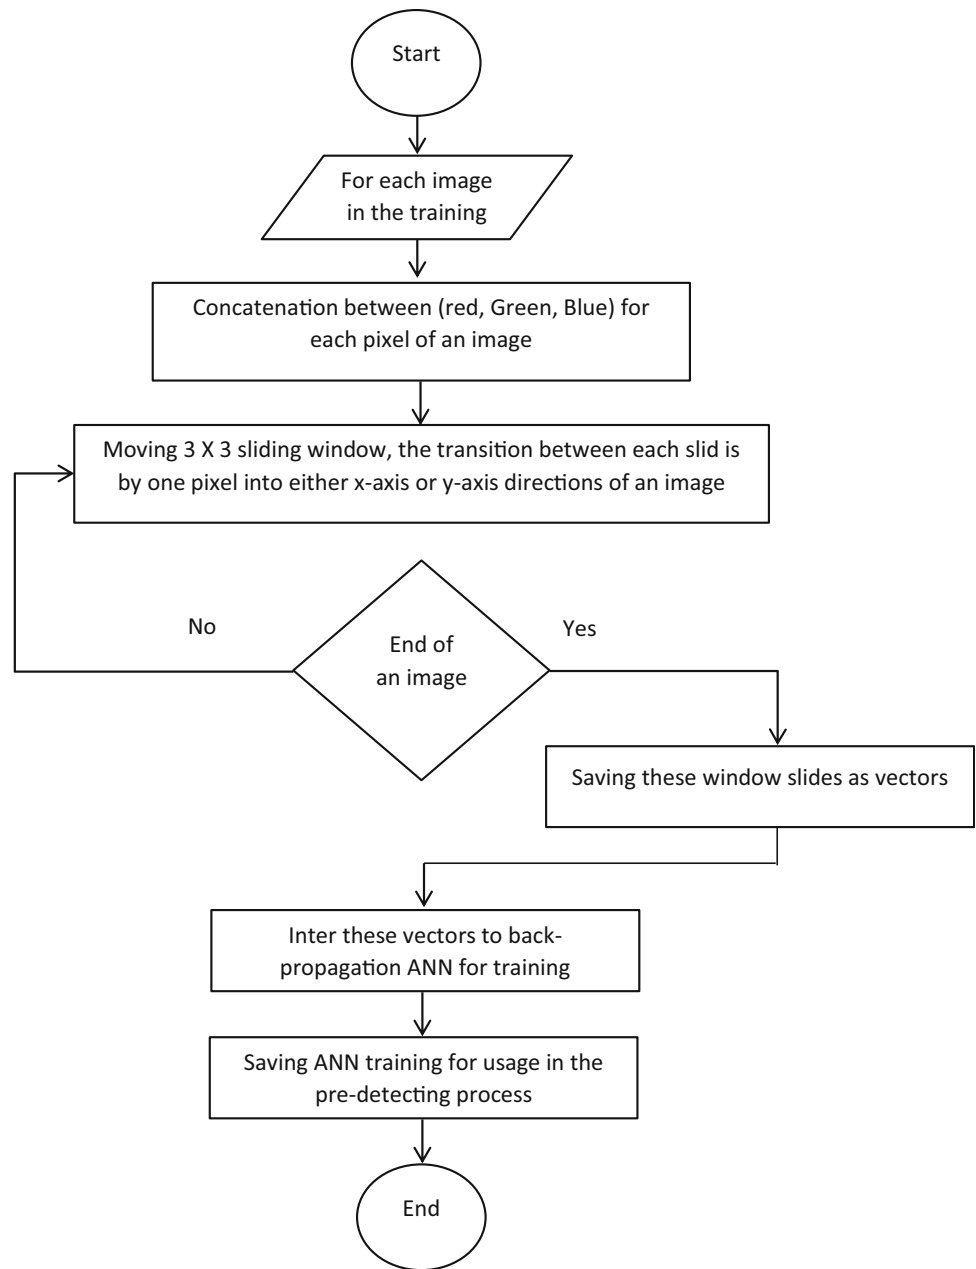 Start
For each image
in the training
Concatenation between (red, Green, Blue) for
each pixel of an image
Moving 3 X 3 sliding window, the transition between each slid is
by one pixel into either x-axis or y-axis directions of an image
No
Yes
End of
an image
Saving these window slides as vectors
Inter these vectors to back-
propagation ANN for training
Saving ANN training for usage in the
pre-detecting process
End